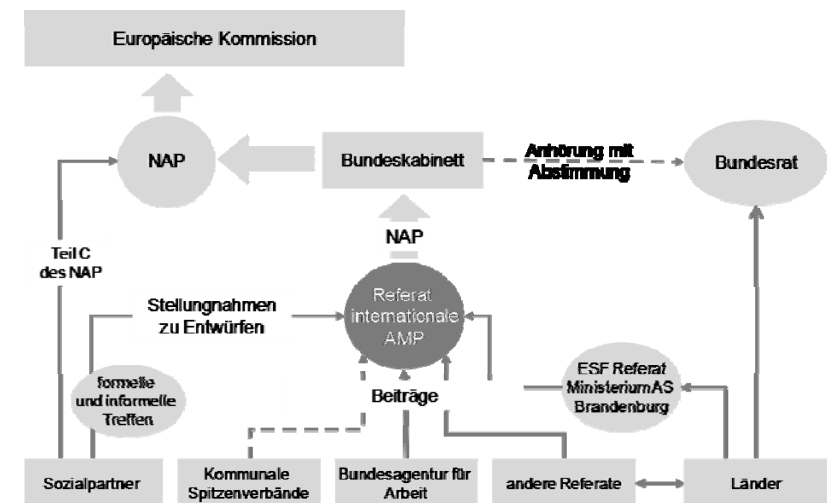 Europäische Kommission
NAP
Bundeskabinett
Anhörung mit
Abstimmung
Bundesrat
NAP
Teil C
des NAP
Stellungnahmen
zu Entwürfen
Referat
internationale
AMP
formelle
und informelle
Treffen
Beiträge
ESF Referat
Ministerium AS
Brandenburg
Sozialpartner
Kommunale
Spitzenverbände
Bundesagentur für
Arbeit
andere Referate
Länder